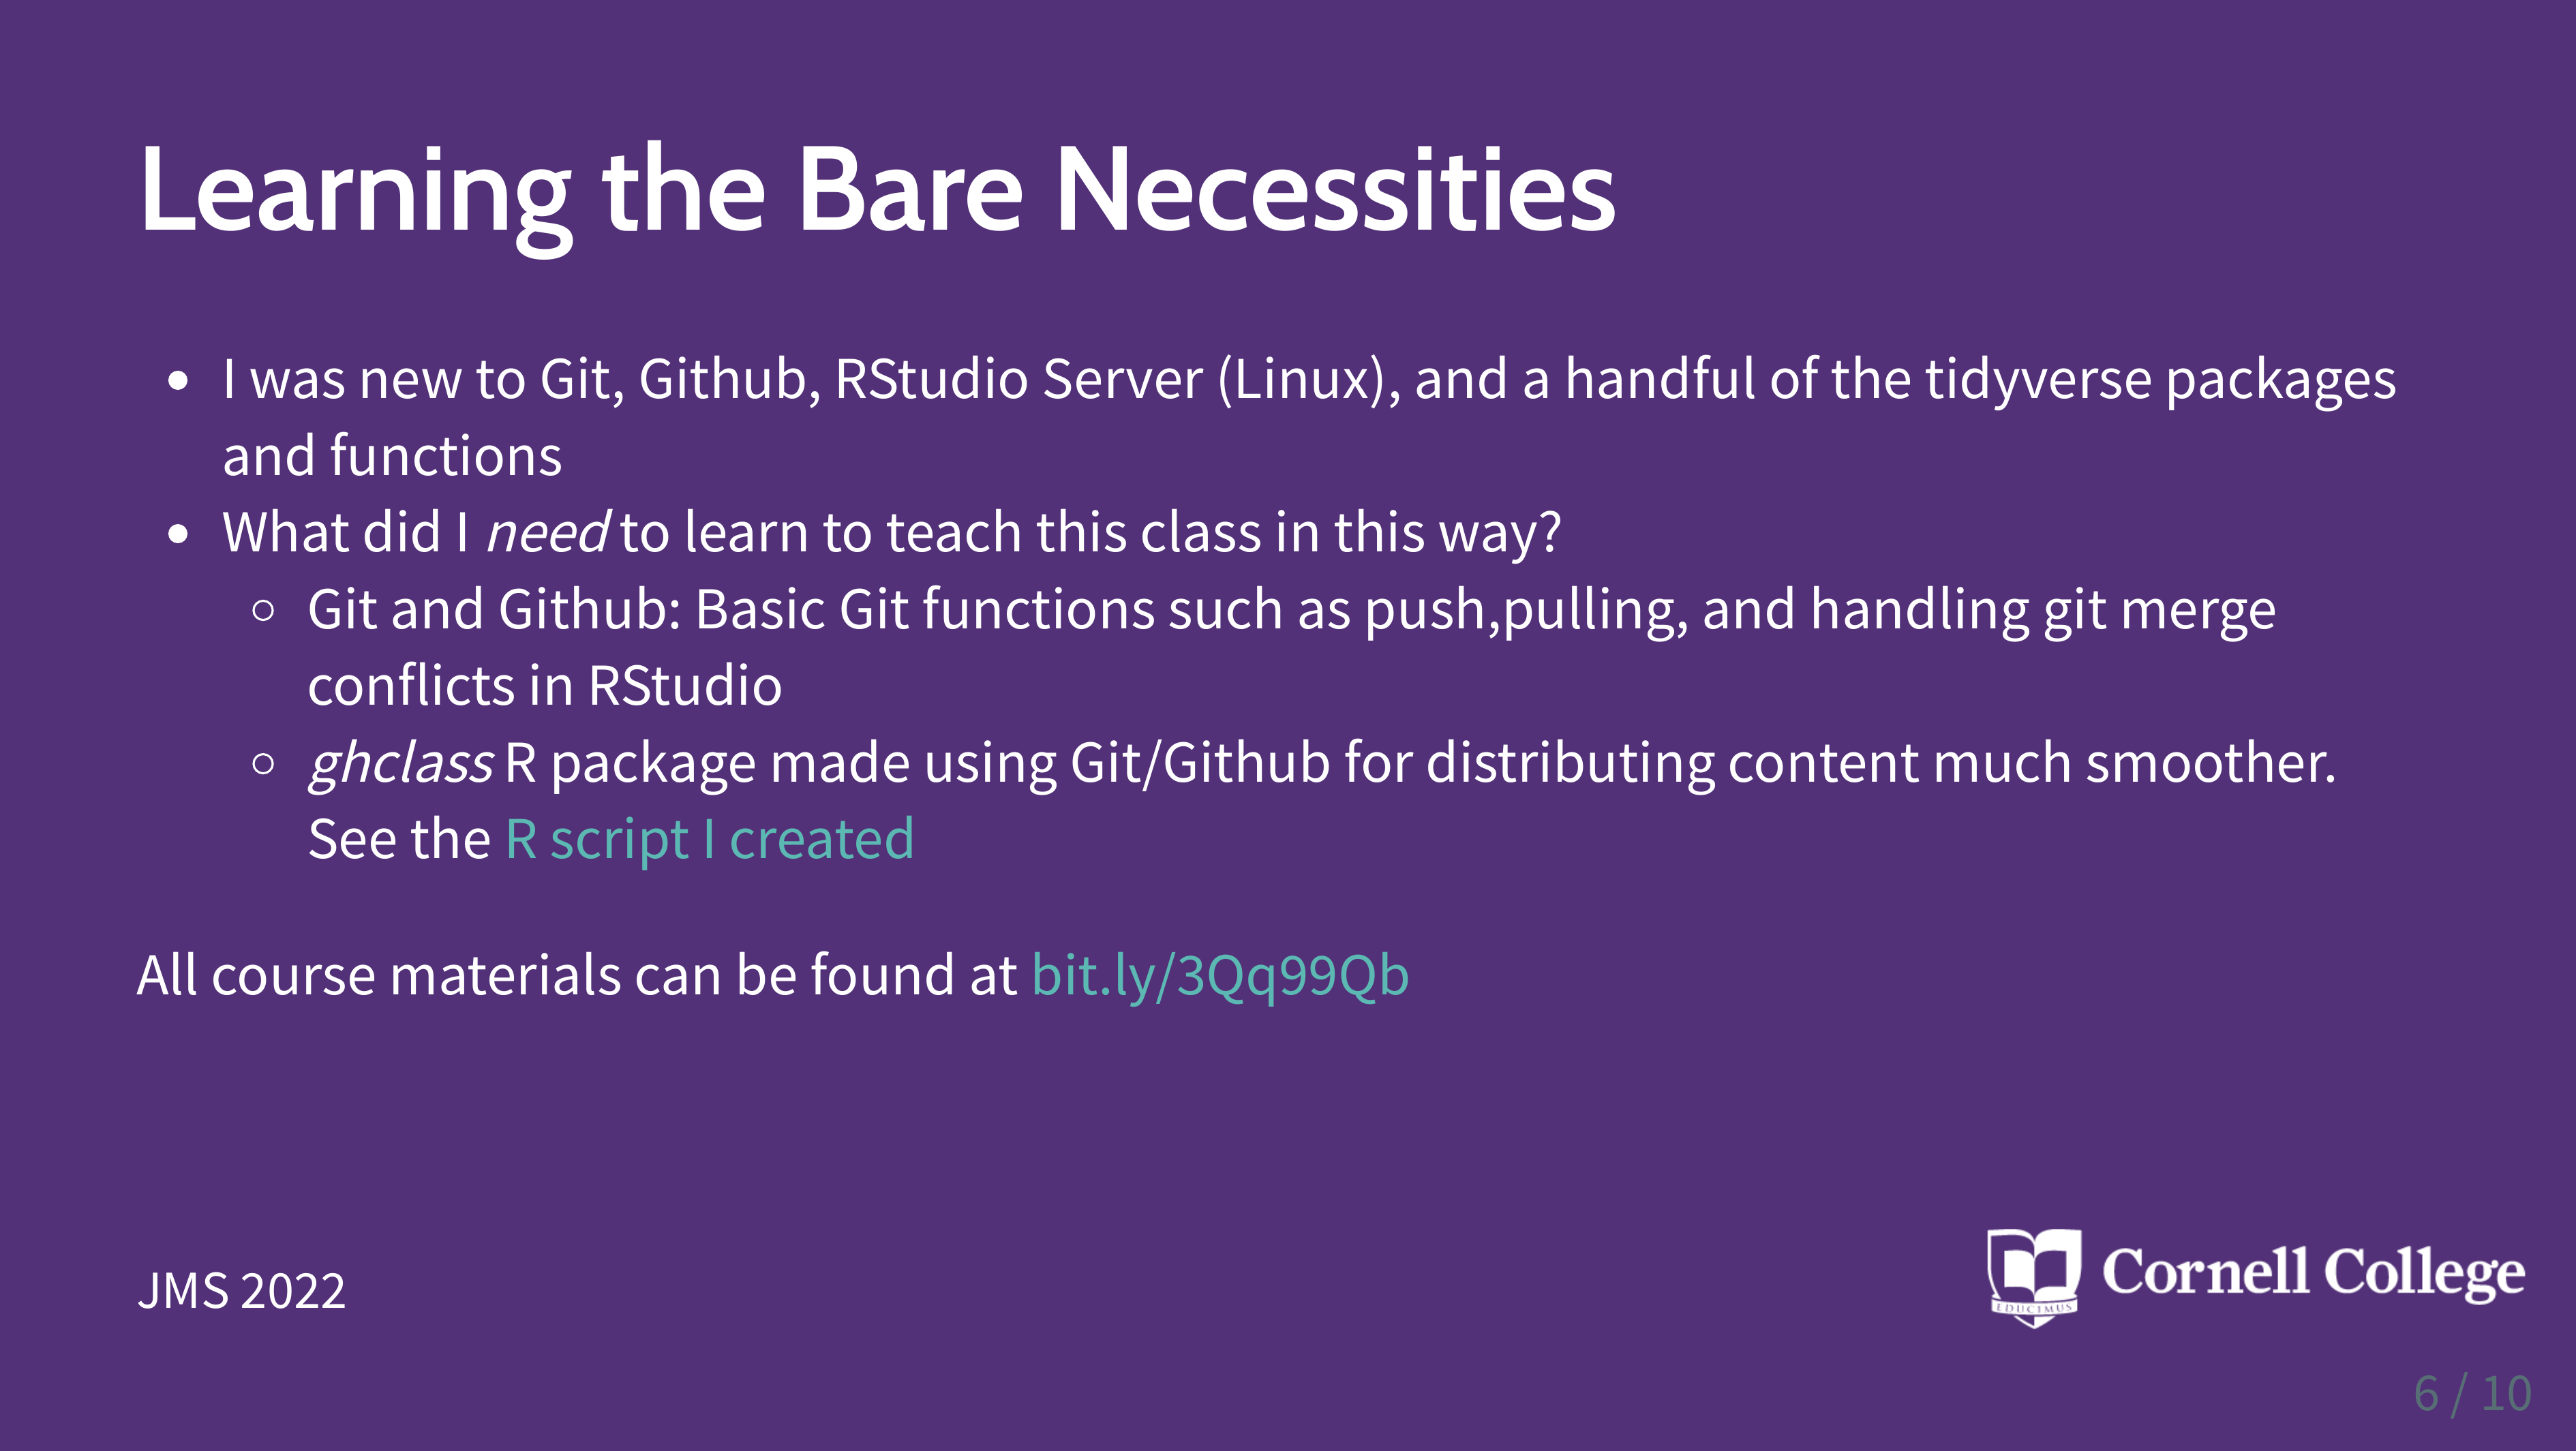 Learning the Bare Necessities
• I was new to Git, Github, RStudio Server (Linux), and a handful of the tidyverse packages
and functions
• What did I need to learn to teach this class in this way?
◦ Git and Github: Basic Git functions such as push,pulling, and handling git merge
conflicts in RStudio
◦ ghclass R package made using Git/Github for distributing content much smoother.
See the R script I created
All course materials can be found at bit.ly/3Qq99Qb
JMS 2022
EDUCIMUS
Cornell College
6 / 10